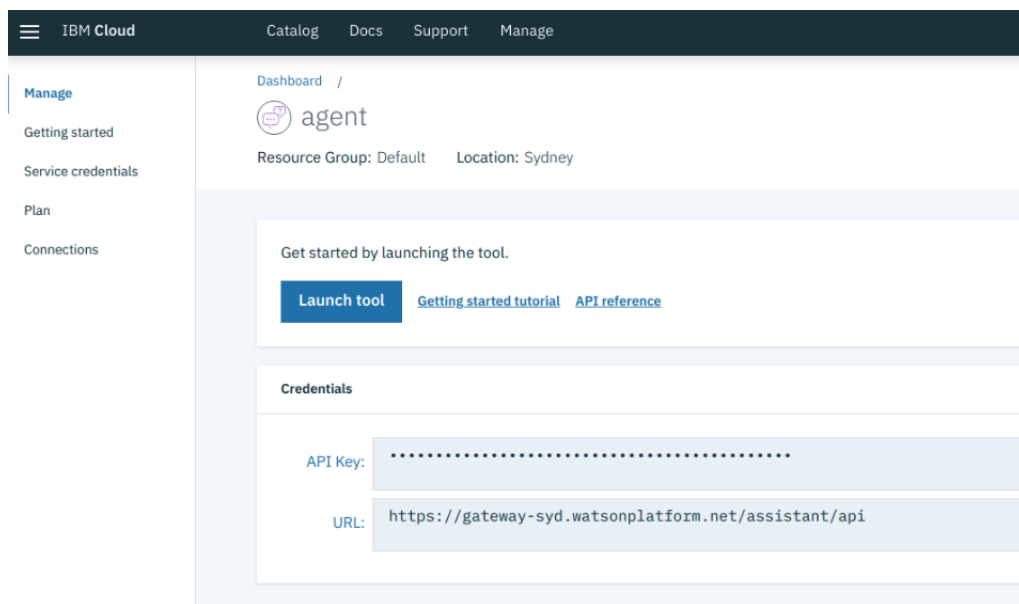 IBM Cloud Catalog Docs Support Manage
Manage
Getting started
Service credentials
Plan
Connections
Dashboard /
agent
Resource Group: Default Location: Sydney
Get started by launching the tool.
Launch tool Getting started tutorial API reference
Credentials
API Key: ••••••••••••••••••••••••••••••••••••••••••••
URL: https://gateway-syd.watsonplatform.net/assistant/api